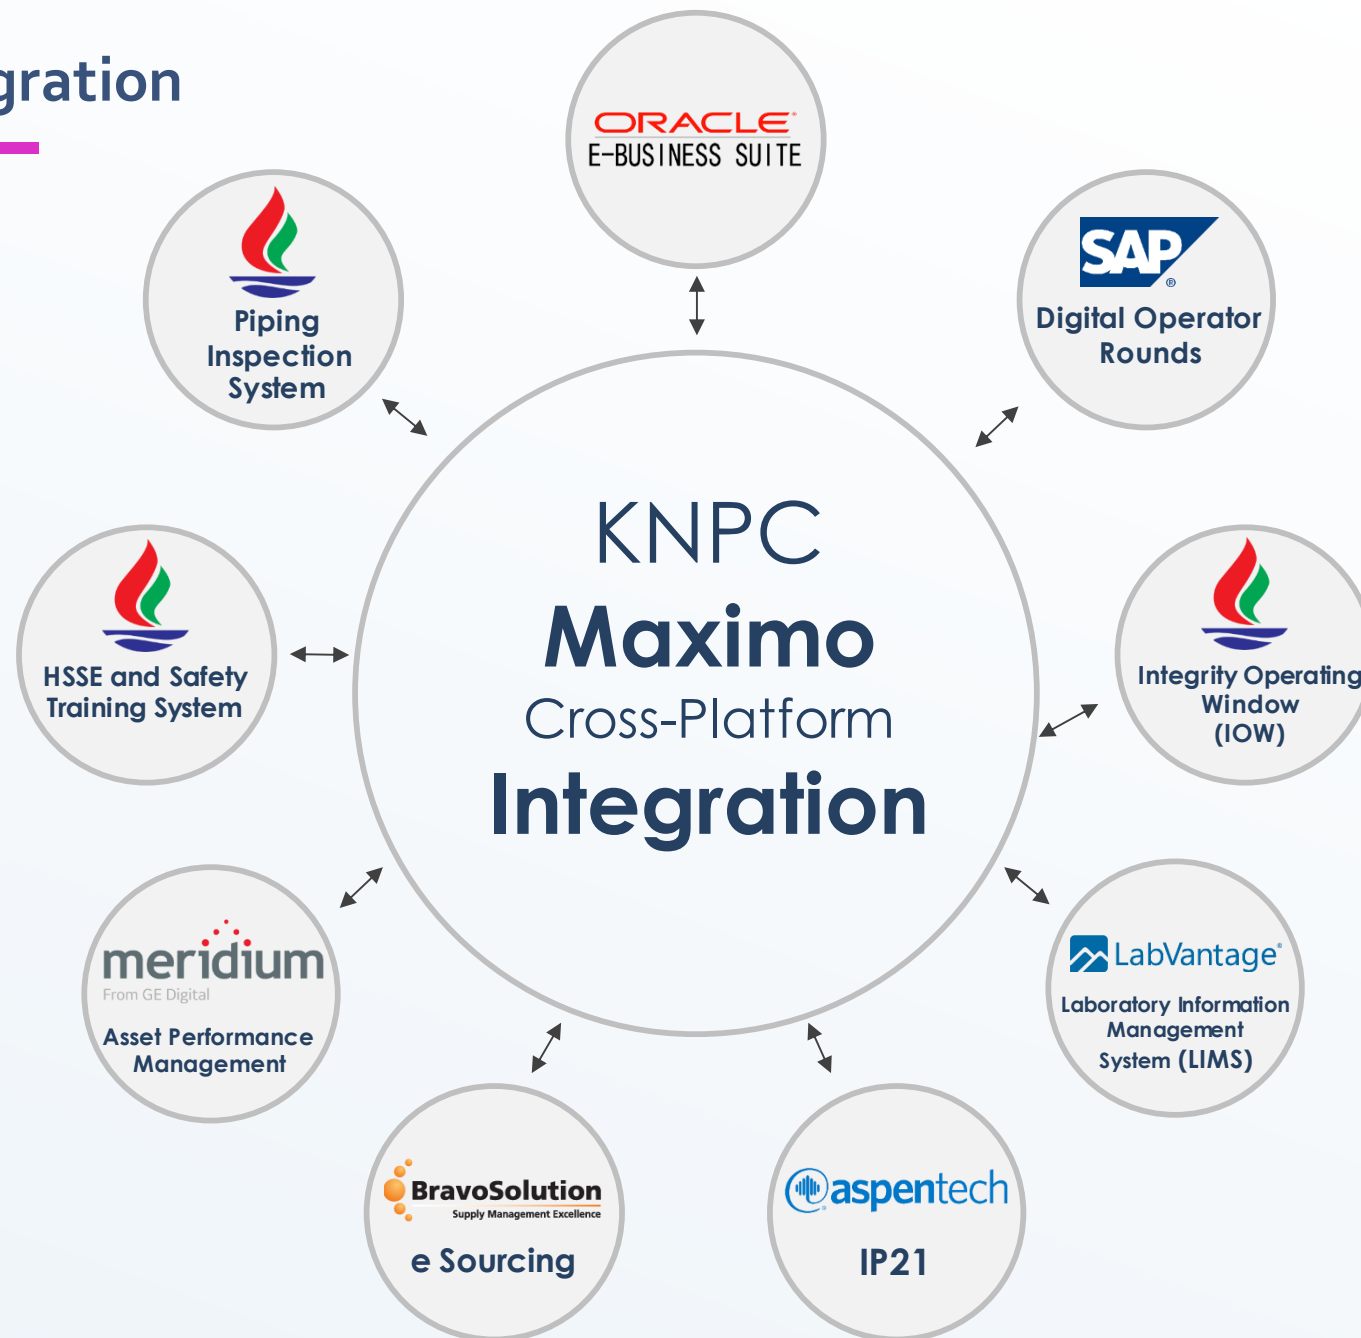 gration
ORACLE
E-BUSINESS SUITE
SAP
®
Digital Operator
Rounds
Piping
Inspection
System
KNPC
Maximo
Cross-Platform
Integration
HSSE and Safety
Training System
Integrity Operating
Window
(IOW)
meridium
From GE Digital
Asset Performance
Management
LabVantage®
Laboratory Information
Management
System (LIMS)
BravoSolution
Supply Management Excellence
e Sourcing
aspentech
IP21